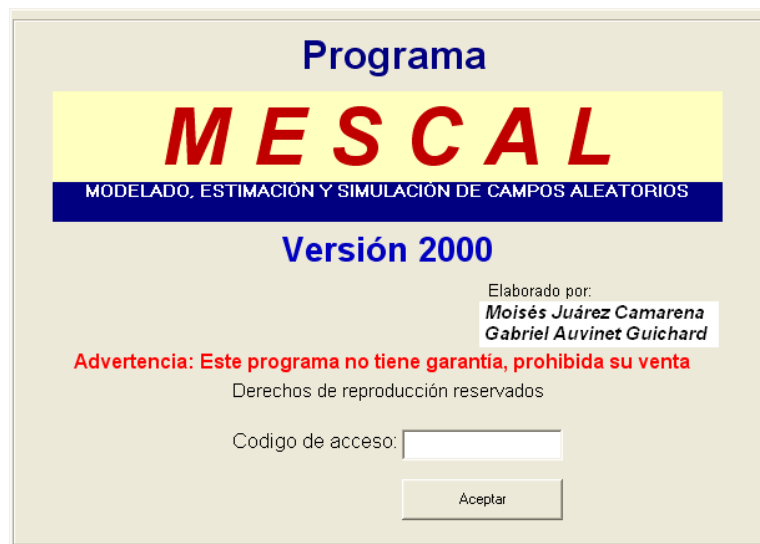 Programa
M E S C A L
MODELADO, ESTIMACIÓN Y SIMULACIÓN DE CAMPOS ALEATORIOS
Versión 2000
Elaborado por:
Moisés Juárez Camarena
Gabriel Auvinet Guichard
Advertencia: Este programa no tiene garantía, prohibida su venta
Derechos de reproducción reservados
Codigo de acceso:
Aceptar